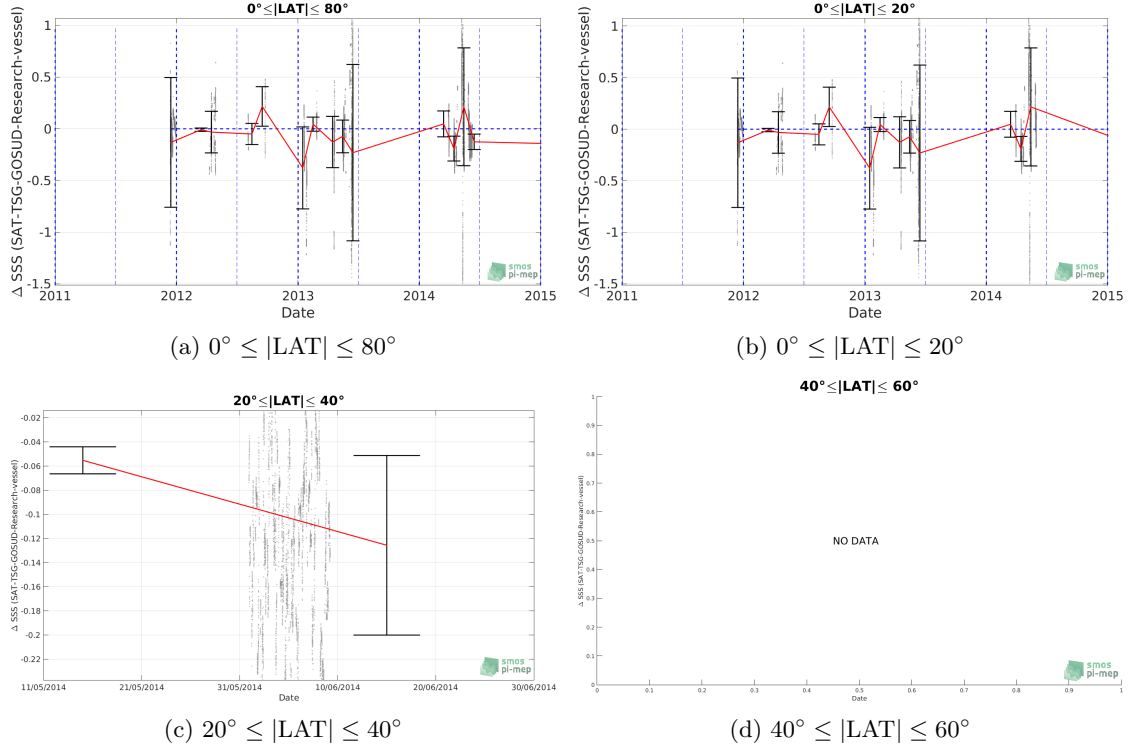 0°≤|LAT|≤ 80°
Δ SSS (SAT-TSG-GOSUD-Research-vessel)
1
0.5
0
-0.5
-1
-1.5
2011 2012 2013 2014 2015
Date
smos
pi-mep
(a) 0° ≤ |LAT| ≤ 80°
0°≤|LAT|≤ 20°
Δ SSS (SAT-TSG-GOSUD-Research-vessel)
1
0.5
0
-0.5
-1
-1.5
2011 2012 2013 2014 2015
Date
smos
pi-mep
(b) 0° ≤ |LAT| ≤ 20°
20°≤|LAT|≤ 40°
Δ SSS (SAT-TSG-GOSUD-Research-vessel)
-0.02
-0.04
-0.06
-0.08
-0.1
-0.12
-0.14
-0.16
-0.18
-0.2
-0.22
11/05/2014 21/05/2014 31/05/2014 10/06/2014 20/06/2014 30/06/2014
Date
smos
pi-mep
(c) 20° ≤ |LAT| ≤ 40°
40°≤|LAT|≤ 60°
Δ SSS (SAT-TSG-GOSUD-Research-vessel)
1
0.9
0.8
0.7
0.6
0.5
0.4
0.3
0.2
0.1
0
NO DATA
0 0.1 0.2 0.3 0.4 0.5 0.6 0.7 0.8 0.9 1
Date
smos
pi-mep
(d) 40° ≤ |LAT| ≤ 60°